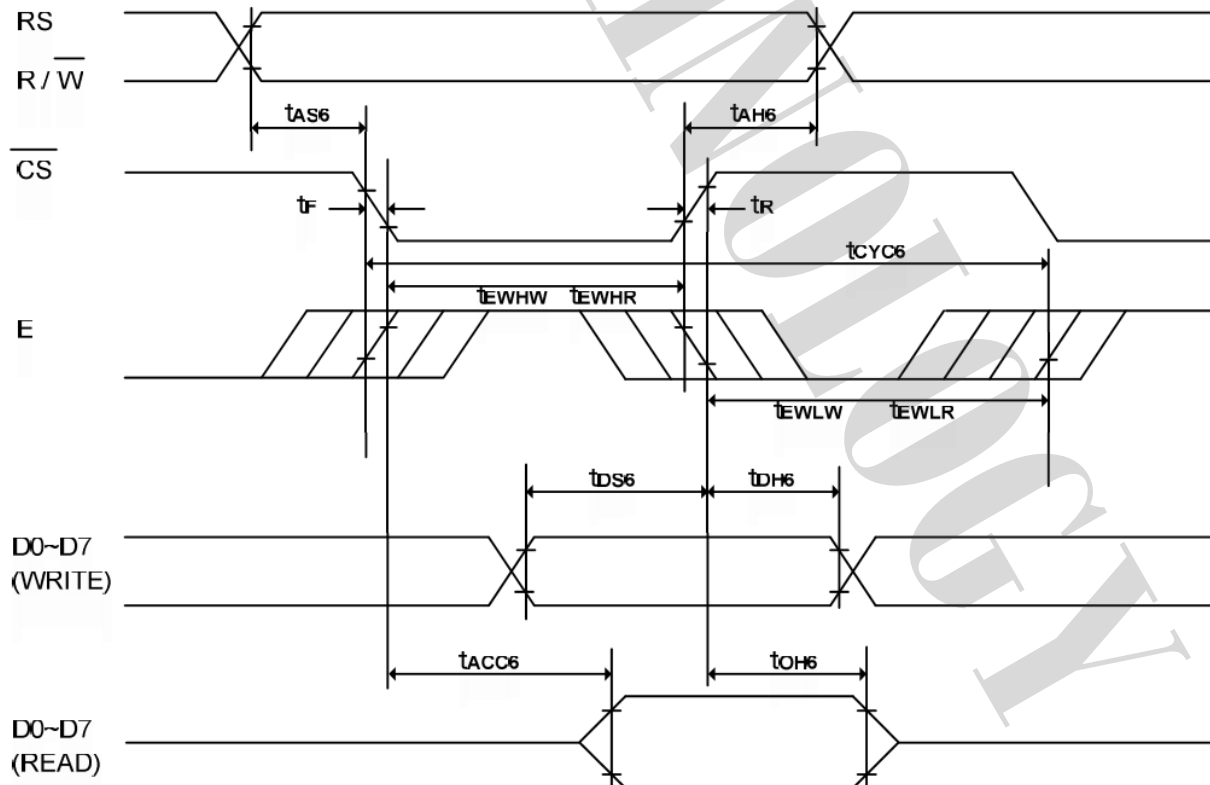 RS
R / W
tAS6 tAH6
CS
tF tR
tCYC6
tEWHW tEWHR
E
tEWLW tEWLR
tDS6 tDH6
D0~D7
(WRITE)
tACC6 tOH6
D0~D7
(READ)
NOLOGY